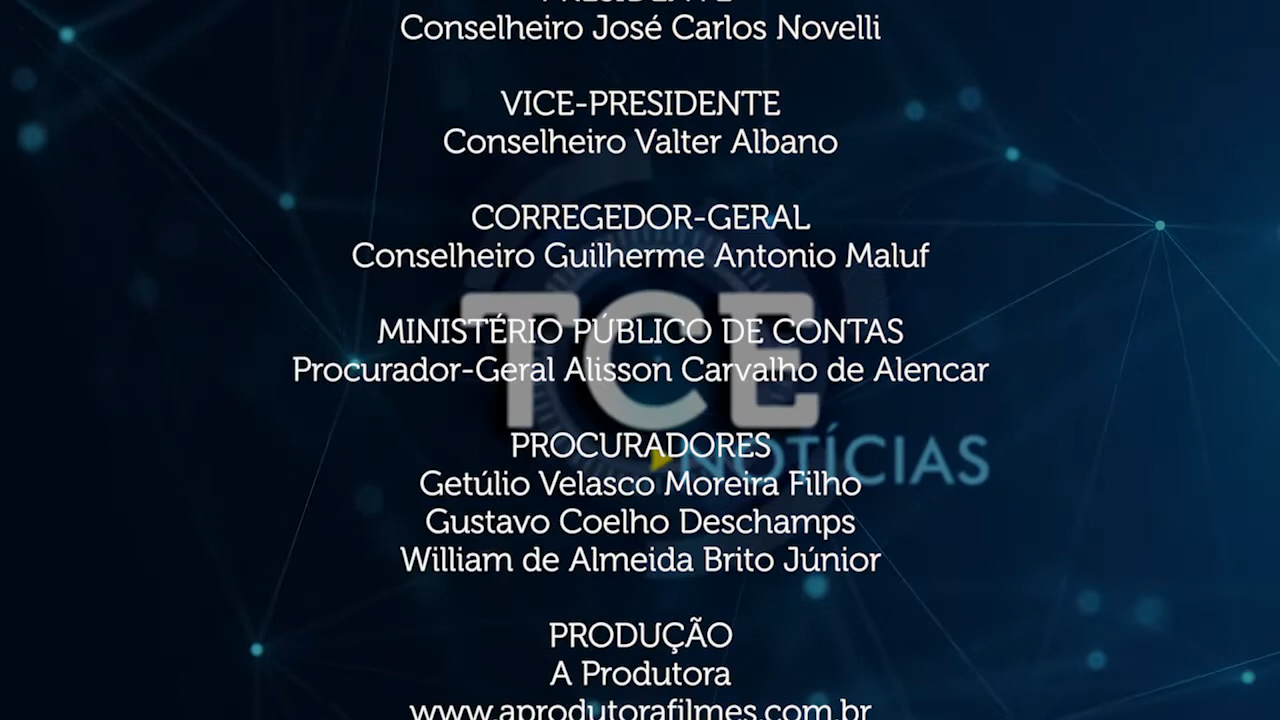 PRESIDENTE
Conselheiro José Carlos Novelli
VICE-PRESIDENTE
Conselheiro Valter Albano
CORREGEDOR-GERAL
Conselheiro Guilherme Antonio Maluf
MINISTÉRIO PÚBLICO DE CONTAS
Procurador-Geral Alisson Carvalho de Alencar
TCE
NOTÍCIAS
PROCURADORES
Getúlio Velasco Moreira Filho
Gustavo Coelho Deschamps
William de Almeida Brito Júnior
PRODUÇÃO
A Produtora
www.aprodutorafilmes.com.br